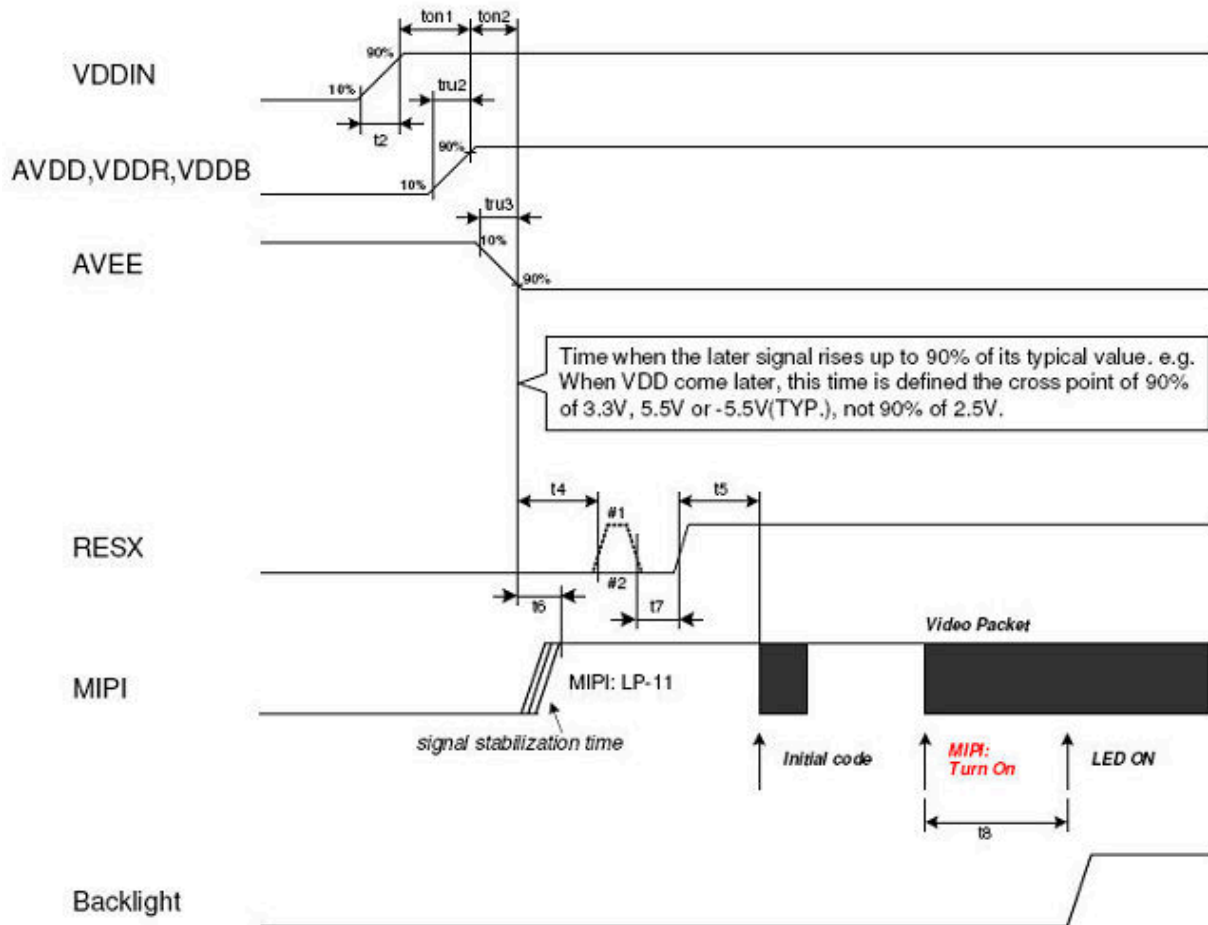 ton1
ton2
VDDIN
90%
10%
tru2
t2
AVDD,VDDR,VDDB
90%
10%
tru3
AVEE
10%
90%
Time when the later signal rises up to 90% of its typical value. e.g.
When VDD come later, this time is defined the cross point of 90%
of 3.3V, 5.5V or -5.5V(TYP.), not 90% of 2.5V.
t4
t5
#1
RESX
#2
t6
t7
Video Packet
MIPI
MIPI: LP-11
signal stabilization time
Initial code
MIPI:
Turn On
LED ON
t8
Backlight